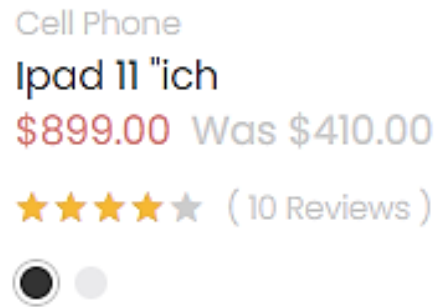 Cell Phone
Ipad 11 "ich
$899.00 Was $410.00
( 10 Reviews )